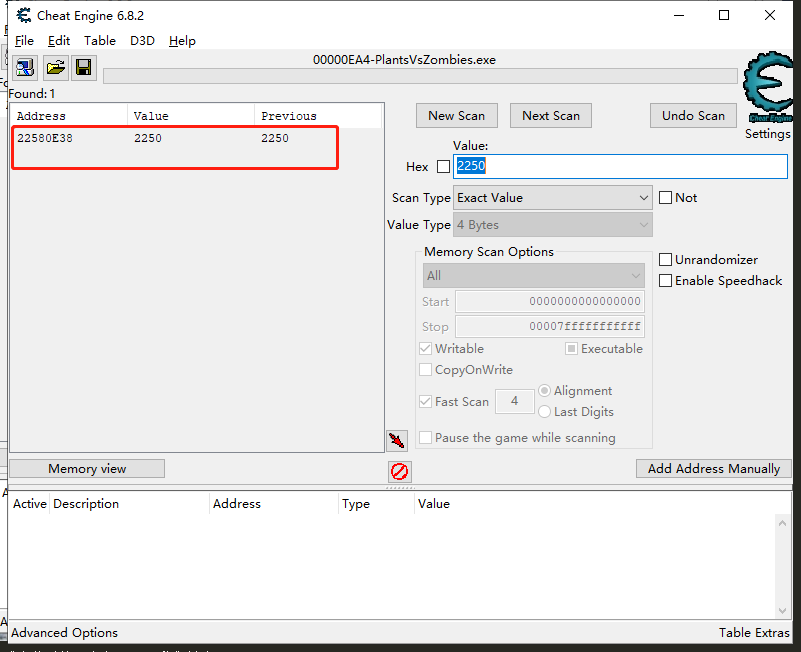 Cheat Engine 6.8.2
File Edit Table D3D Help
00000EA4-PlantsVsZombies.exe
Found: 1
Address Value Previous
22580E38 2250 2250
New Scan Next Scan Undo Scan
Cheat Engine
Settings
Value:
Hex 2250
Scan Type Exact Value Not
Value Type 4 Bytes
Memory Scan Options
All
Unrandomizer
Enable Speedhack
Start 0000000000000000
Stop 00007fffffffffff
Writable Executable
CopyOnWrite
Fast Scan 4 Alignment
Last Digits
Pause the game while scanning
Memory view Add Address Manually
Active Description Address Type Value
Advanced Options Table Extras